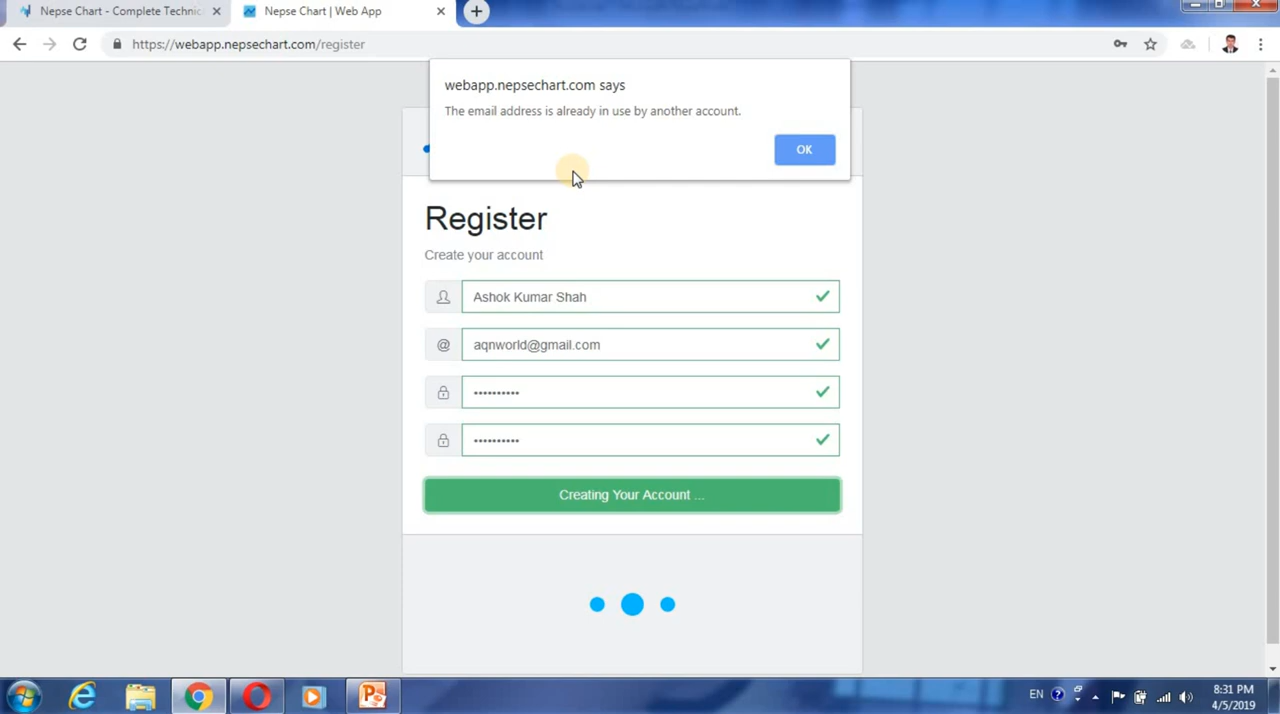 Nepse Chart - Complete Technic
Nepse Chart | Web App
https://webapp.nepsechart.com/register
webapp.nepsechart.com says
The email address is already in use by another account.
OK
Register
Create your account
Ashok Kumar Shah
@ aqnworld@gmail.com
••••••••••
••••••••••
Creating Your Account ...
EN
8:31 PM
4/5/2019